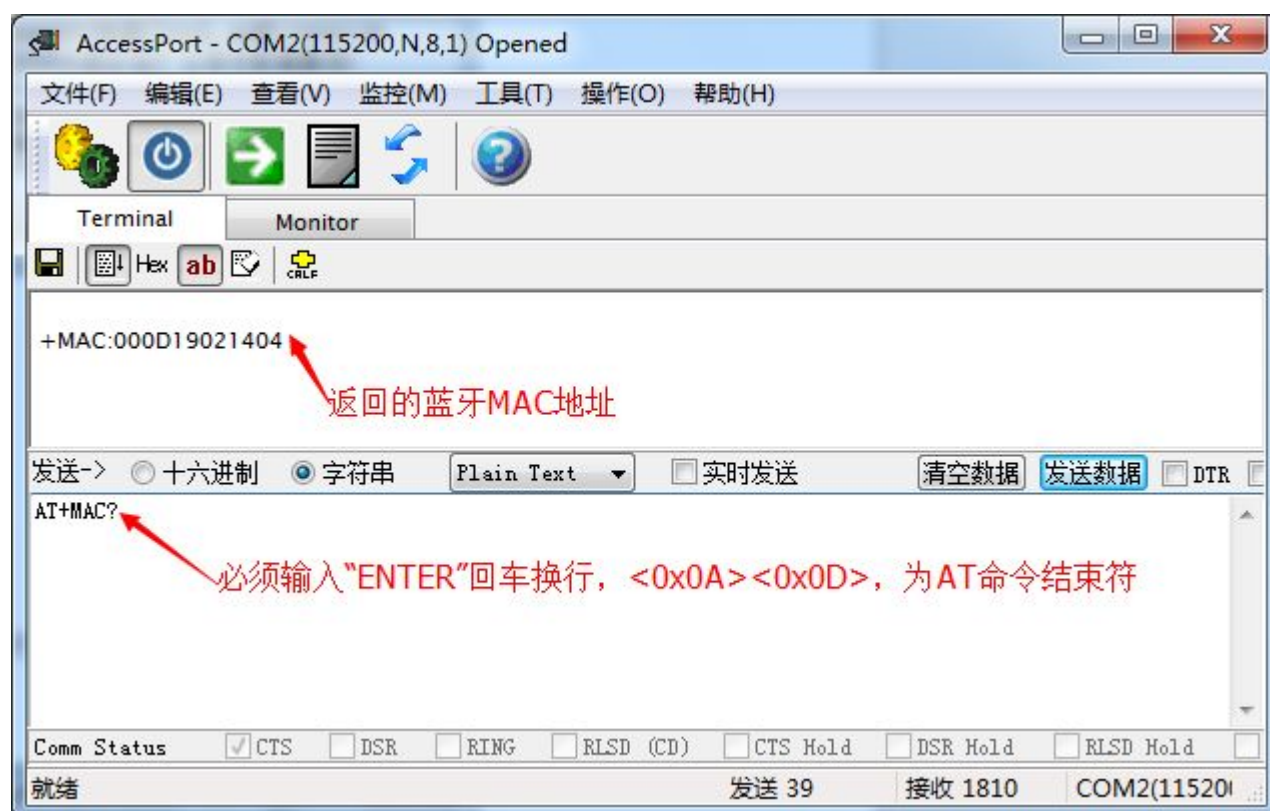 AccessPort - COM2(115200,N,8,1) Opened
文件(F) 编辑(E) 查看(V) 监控(M) 工具(T) 操作(O) 帮助(H)
Terminal Monitor
Hex ab CRLF
+MAC:000D19021404
返回的蓝牙MAC地址
发送-> 十六进制 字符串 Plain Text 实时发送 清空数据 发送数据 DTR
AT+MAC?
必须输入“ENTER”回车换行，<0x0A><0x0D>，为AT命令结束符
Comm Status CTS DSR RING RLSD (CD) CTS Hold DSR Hold RLSD Hold
就绪 发送 39 接收 1810 COM2(11520